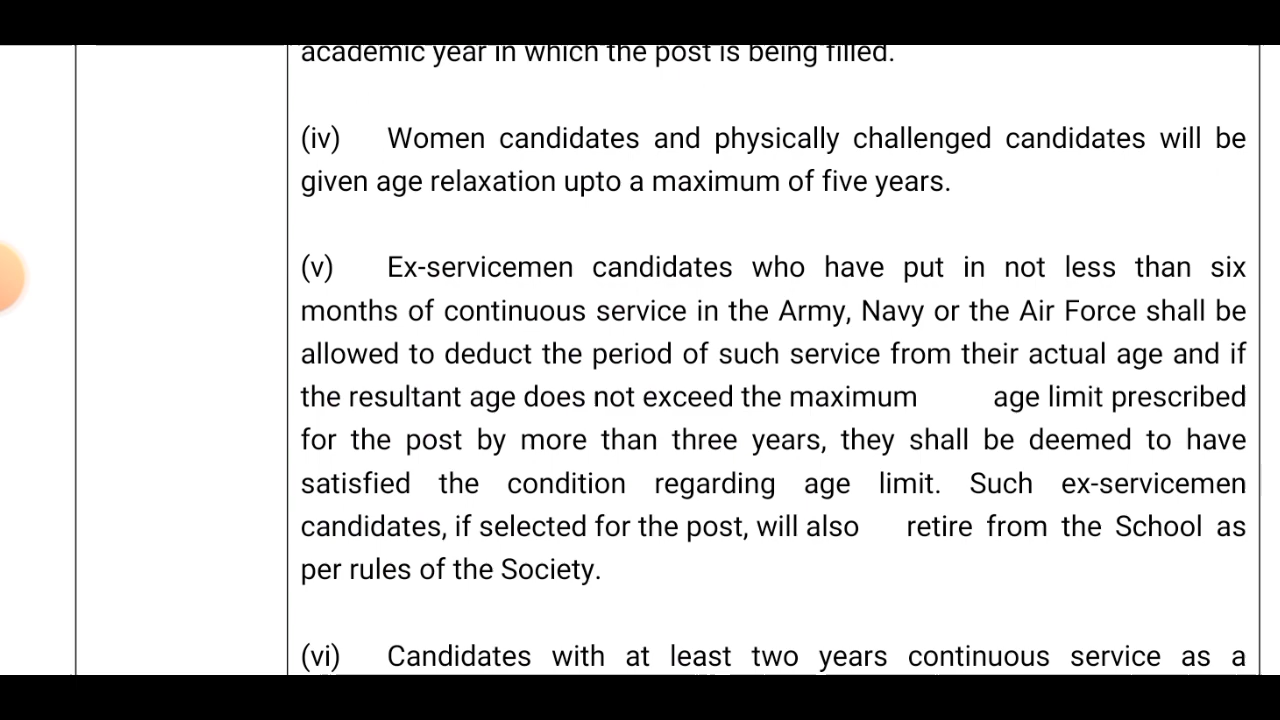 academic year in which the post is being filled.
(iv) Women candidates and physically challenged candidates will be
given age relaxation upto a maximum of five years.
(v) Ex-servicemen candidates who have put in not less than six
months of continuous service in the Army, Navy or the Air Force shall be
allowed to deduct the period of such service from their actual age and if
the resultant age does not exceed the maximum age limit prescribed
for the post by more than three years, they shall be deemed to have
satisfied the condition regarding age limit. Such ex-servicemen
candidates, if selected for the post, will also retire from the School as
per rules of the Society.
(vi) Candidates with at least two years continuous service as a